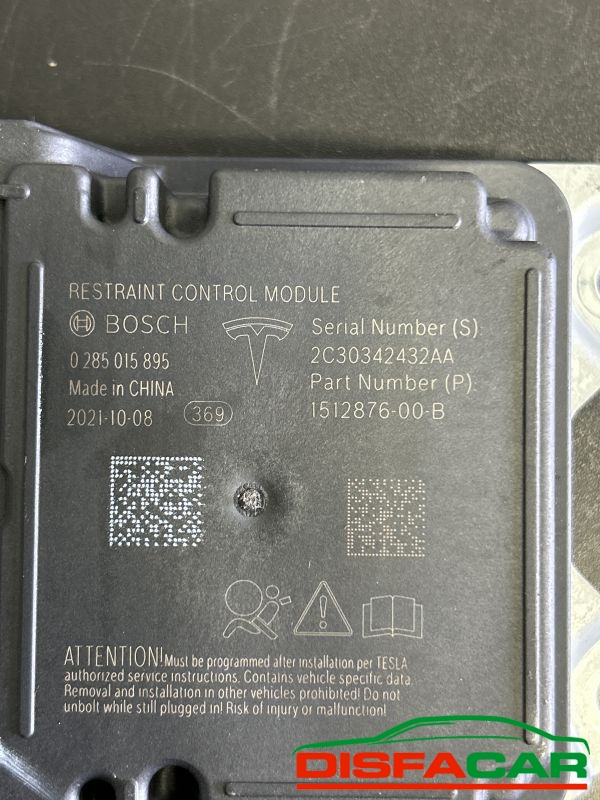 RESTRAINT CONTROL MODULE
BOSCH
0 285 015 895
Made in CHINA
2021-10-08 369
Serial Number (S):
2C30342432AA
Part Number (P):
1512876-00-B
ATTENTION! Must be programmed after installation per TESLA
authorized service instructions. Contains vehicle specific data.
Removal and installation in other vehicles prohibited! Do not
unbolt while still plugged in! Risk of injury or malfunction!
DISFACAR